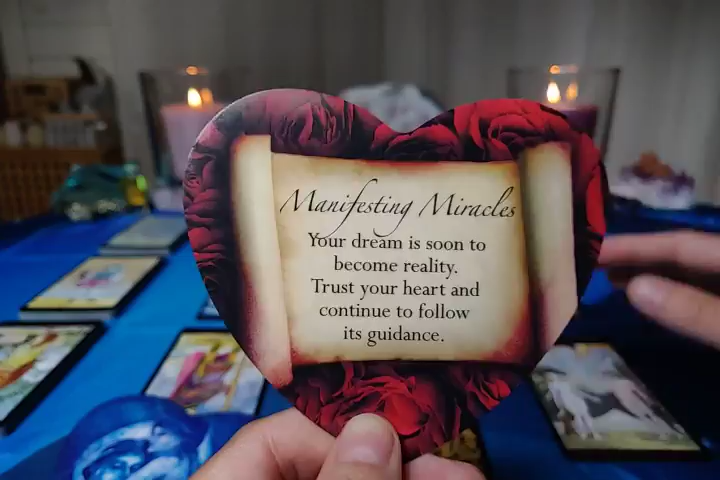 Manifesting Miracles
Your dream is soon to
become reality.
Trust your heart and
continue to follow
its guidance.